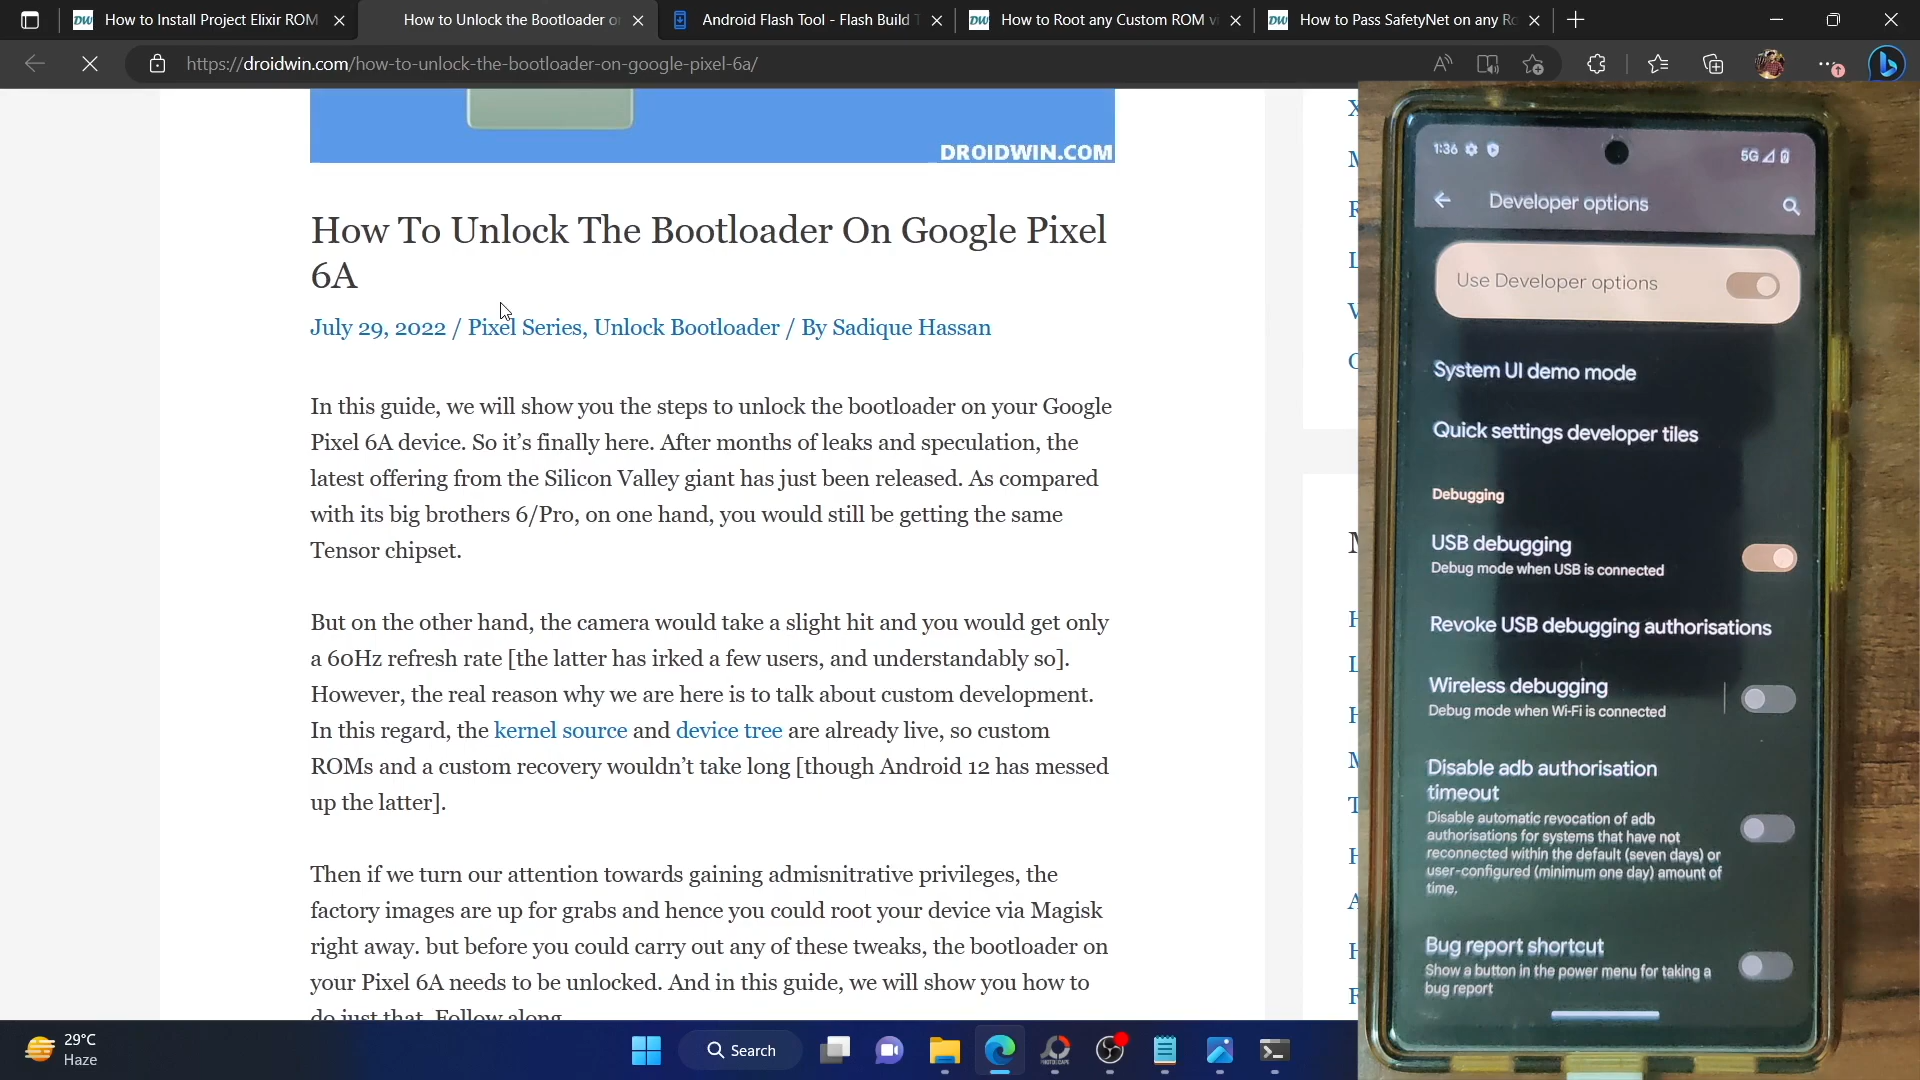 How to Install Project Elixir ROM
How to Unlock the Bootloader o
Android Flash Tool - Flash Build
How to Root any Custom ROM v
How to Pass SafetyNet on any R
https://droidwin.com/how-to-unlock-the-bootloader-on-google-pixel-6a/
DROIDWIN.COM
How To Unlock The Bootloader On Google Pixel
6A
July 29, 2022 / Pixel Series, Unlock Bootloader / By Sadique Hassan
In this guide, we will show you the steps to unlock the bootloader on your Google
Pixel 6A device. So it's finally here. After months of leaks and speculation, the
latest offering from the Silicon Valley giant has just been released. As compared
with its big brothers 6/Pro, on one hand, you would still be getting the same
Tensor chipset.
But on the other hand, the camera would take a slight hit and you would get only
a 60Hz refresh rate [the latter has irked a few users, and understandably so].
However, the real reason why we are here is to talk about custom development.
In this regard, the kernel source and device tree are already live, so custom
ROMs and a custom recovery wouldn't take long [though Android 12 has messed
up the latter].
Then if we turn our attention towards gaining admisnitrative privileges, the
factory images are up for grabs and hence you could root your device via Magisk
right away. but before you could carry out any of these tweaks, the bootloader on
your Pixel 6A needs to be unlocked. And in this guide, we will show you how to
do just that. Follow along.
1:36
5G
Developer options
Use Developer options
System UI demo mode
Quick settings developer tiles
Debugging
USB debugging
Debug mode when USB is connected
Revoke USB debugging authorisations
Wireless debugging
Debug mode when Wi-Fi is connected
Disable adb authorisation
timeout
Disable automatic revocation of adb
authorisations for systems that have not
reconnected within the default (seven days) or
user-configured (minimum one day) amount of
time.
Bug report shortcut
Show a button in the power menu for taking a
bug report
29°C
Haze
Search